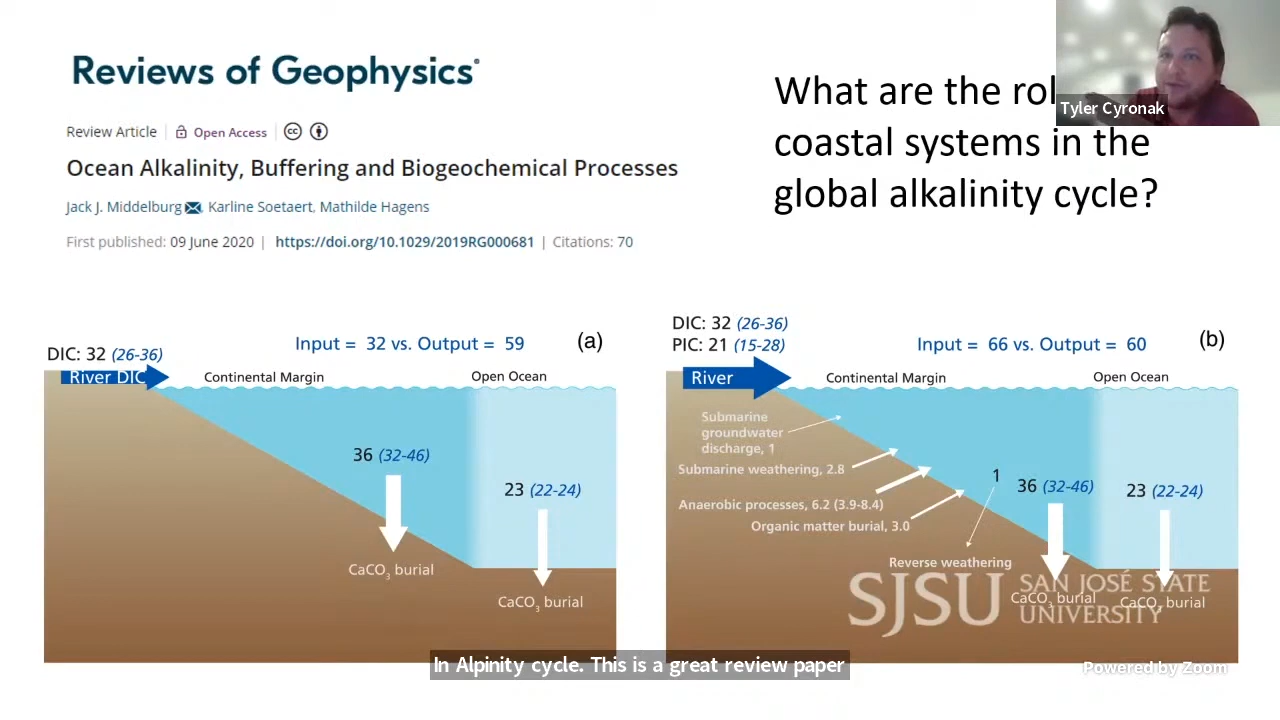 Reviews of Geophysics®
Review Article | Open Access
Ocean Alkalinity, Buffering and Biogeochemical Processes
Jack J. Middelburg, Karline Soetaert, Mathilde Hagens
First published: 09 June 2020 | https://doi.org/10.1029/2019RG000681 | Citations: 70
What are the rol
coastal systems in the
global alkalinity cycle?
Tyler Cyronak
Input = 32 vs. Output = 59
(a)
DIC: 32 (26-36)
River DIC
Continental Margin
Open Ocean
36 (32-46)
23 (22-24)
CaCO3 burial
CaCO3 burial
DIC: 32 (26-36)
PIC: 21 (15-28)
Input = 66 vs. Output = 60
(b)
River
Continental Margin
Open Ocean
Submarine
groundwater
discharge, 1
Submarine weathering, 2.8
Anaerobic processes, 6.2 (3.9-8.4)
Organic matter burial, 3.0
1
36 (32-46)
23 (22-24)
Reverse weathering
CaCO3 burial
CaCO3 burial
SJSU SAN JOSÉ STATE
UNIVERSITY
In Alpinity cycle. This is a great review paper
Powered by Zoom